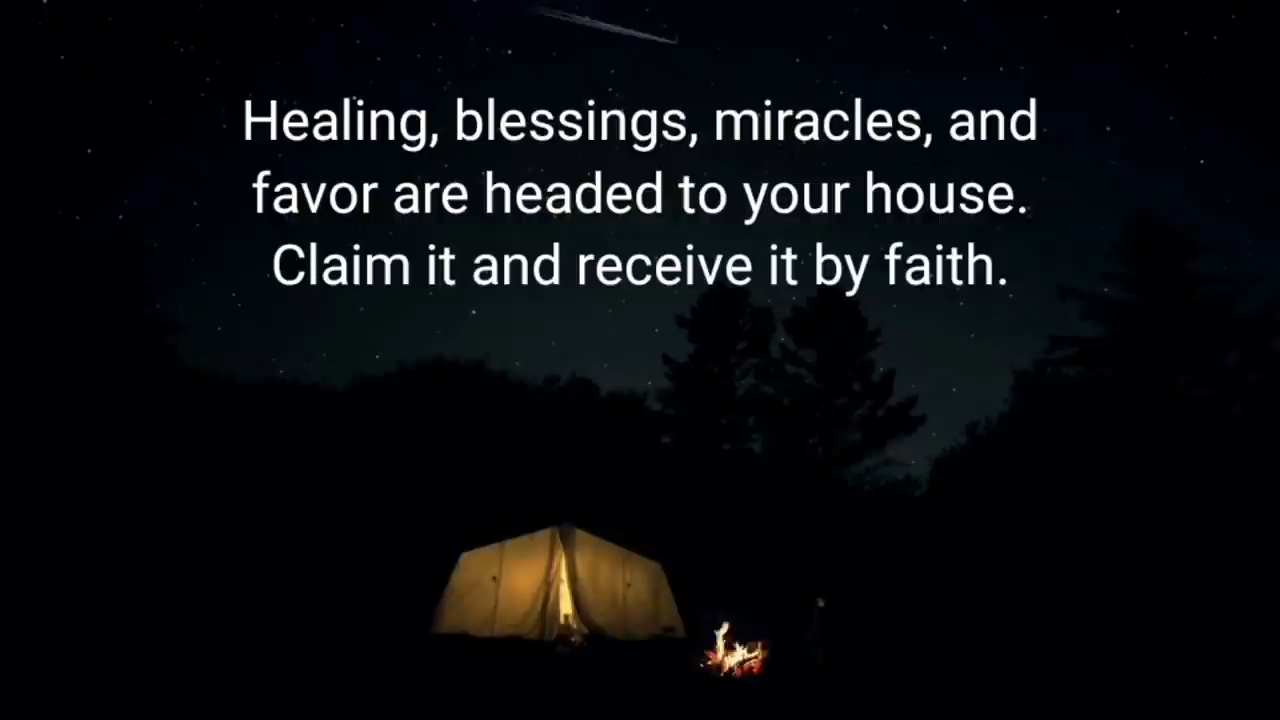 Healing, blessings, miracles, and
favor are headed to your house.
Claim it and receive it by faith.